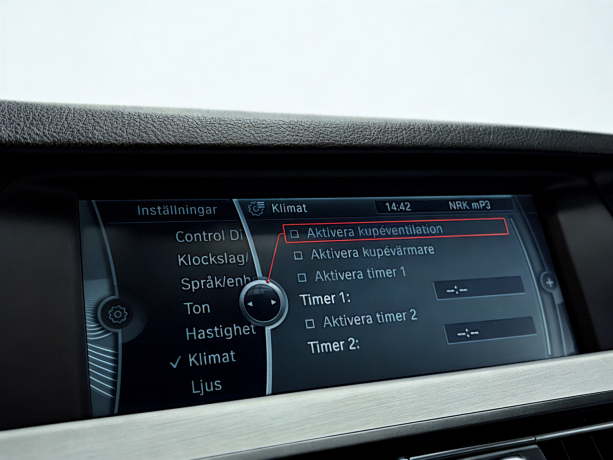 Inställningar
Control Di
Klockslag/
Språk/enh
Ton
Hastighet
Klimat
Ljus
Klimat
14:42
NRK mP3
Aktivera kupéventilation
Aktivera kupévärmare
Aktivera timer 1
Timer 1:
--:--
Aktivera timer 2
Timer 2:
--:--